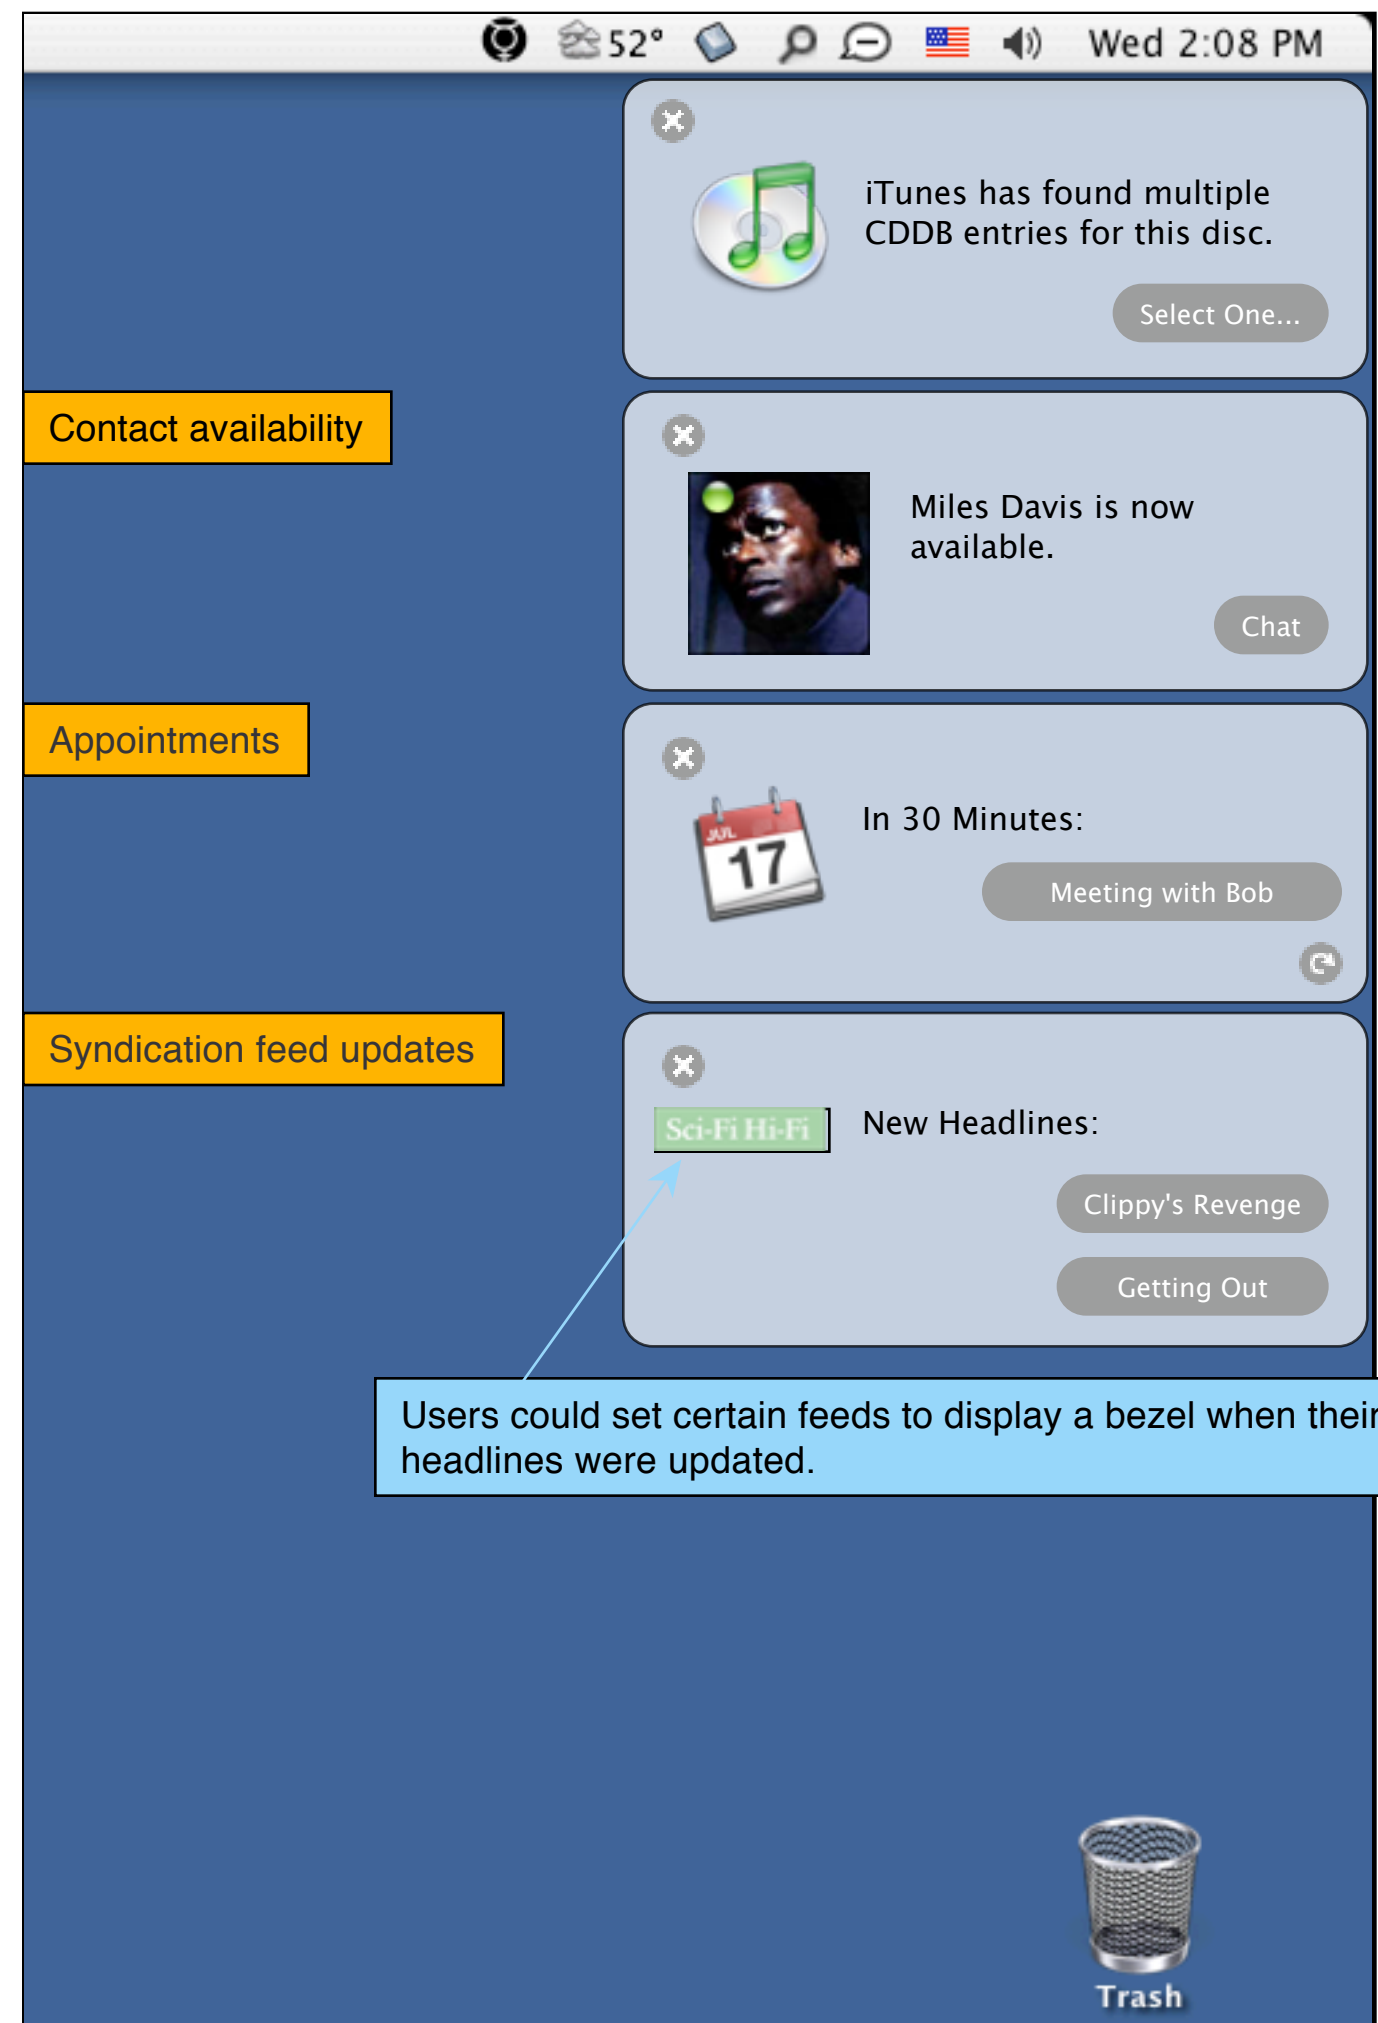 52° Wed 2:08 PM
iTunes has found multiple
CDDB entries for this disc.
Select One...
Contact availability
Miles Davis is now
available.
Chat
Appointments
JUL
17
In 30 Minutes:
Meeting with Bob
Syndication feed updates
Sci-Fi Hi-Fi
New Headlines:
Clippy's Revenge
Getting Out
Users could set certain feeds to display a bezel when their
headlines were updated.
Trash